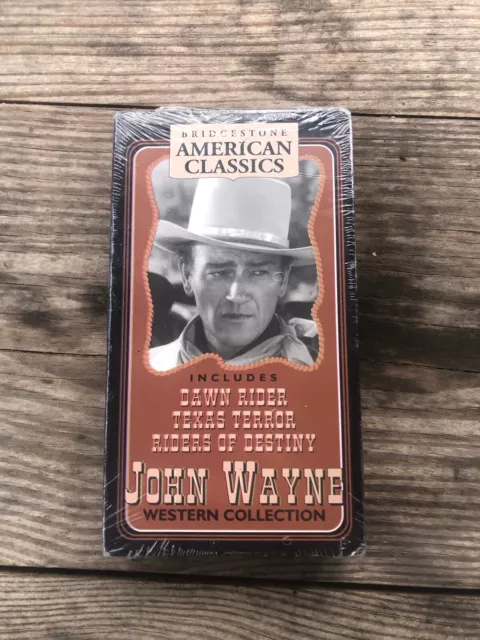 BRIDGESTONE
AMERICAN
CLASSICS
INCLUDES
DAWN RIDER
TEXAS TERROR
RIDERS OF DESTINY
JOHN WAYNE
WESTERN COLLECTION